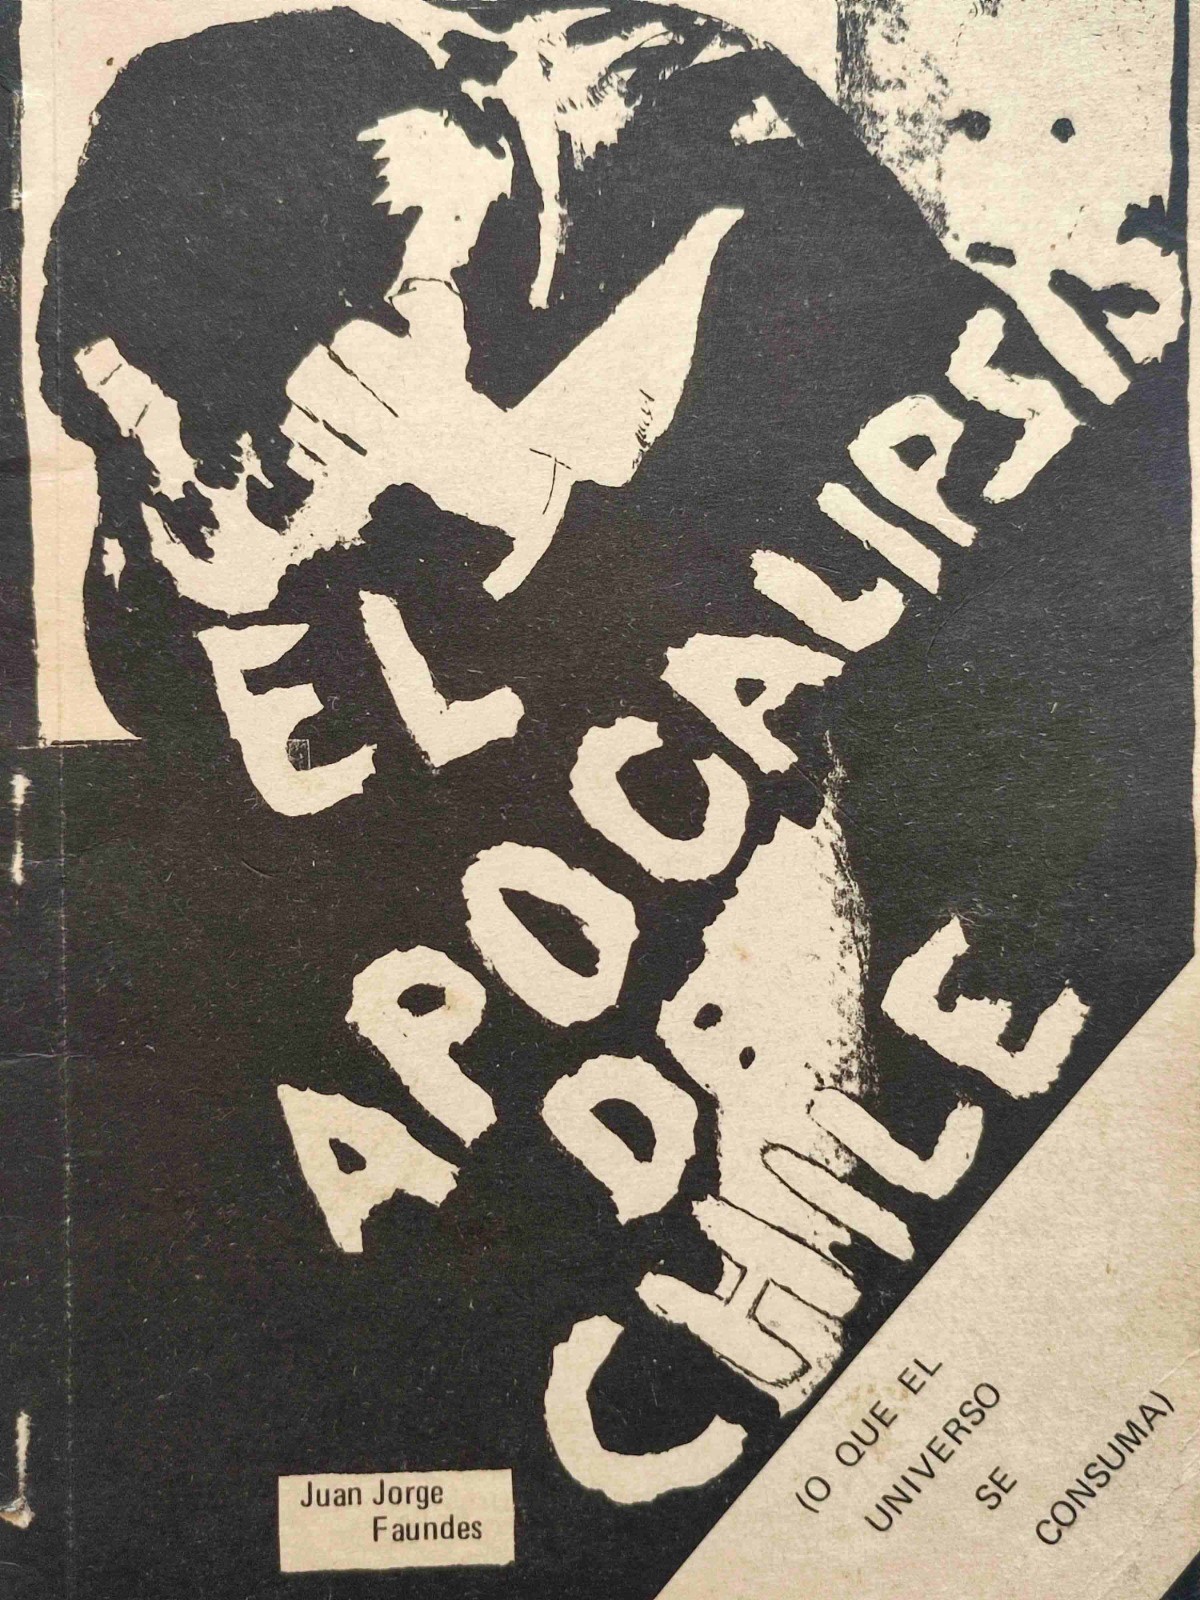 EL
APOCALIPSIS
DE
CHILE
(O QUE EL
UNIVERSO
SE
CONSUMA)
Juan Jorge
Faundes